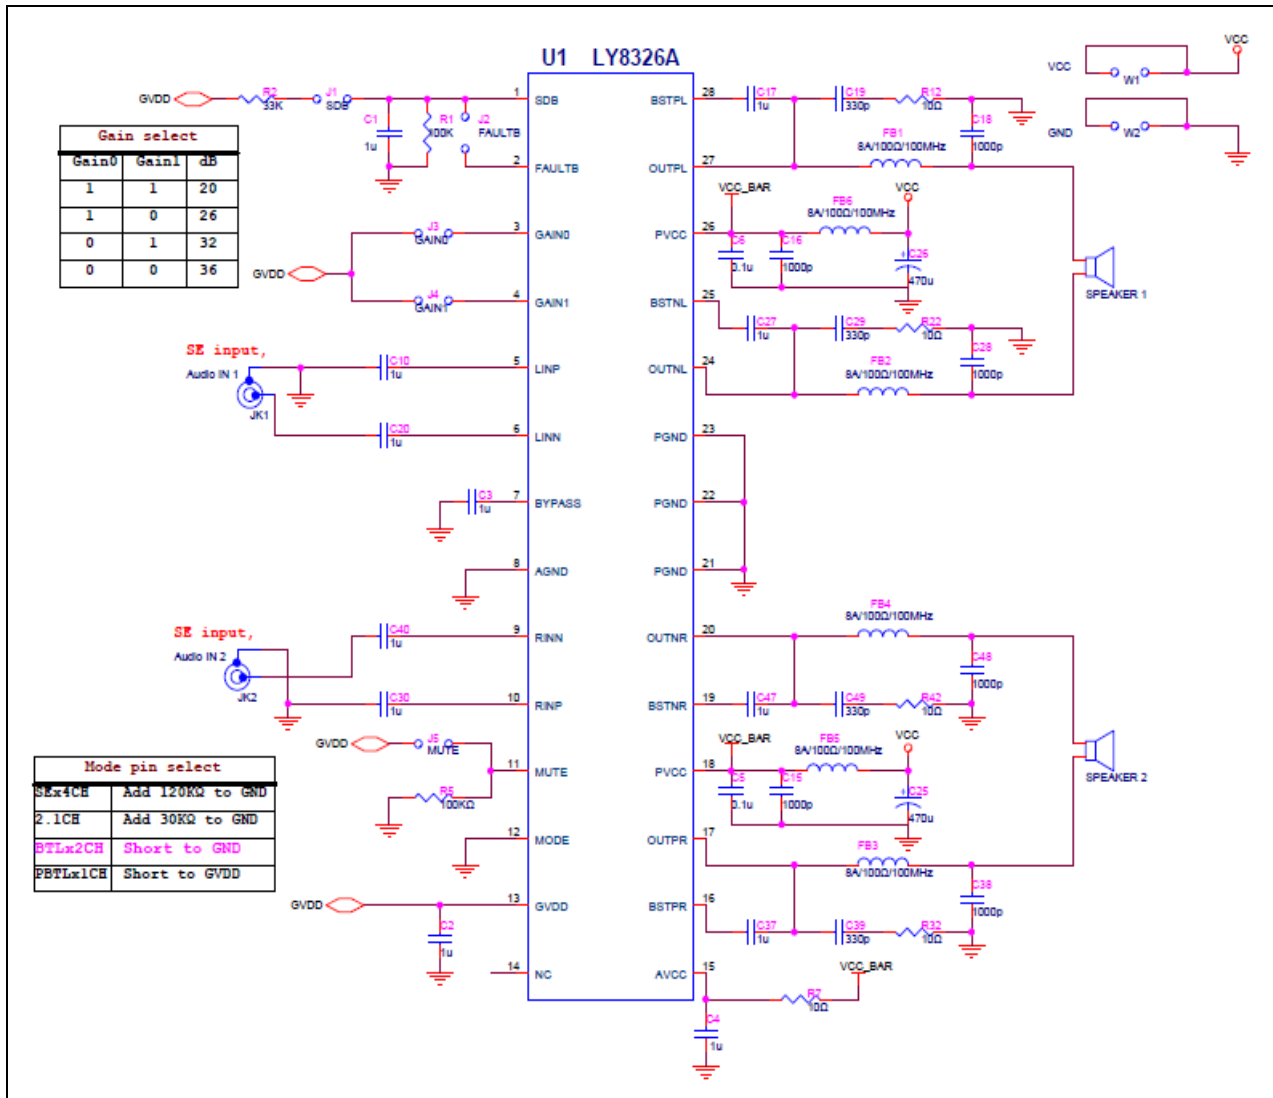 U1 LY8326A
GVDD
R2
33K
J1
SDB
C1
1u
R1
100K
J2
FAULTB
1 SDB
2 FAULTB
Gain select
Gain0 Gain1 dB
1 1 20
1 0 26
0 1 32
0 0 36
GVDD
J3
GAIN0
J4
GAIN1
3 GAIN0
4 GAIN1
SE input,
Audio IN 1
JK1
C10
1u
C20
1u
5 LINP
6 LINN
C3
1u
7 BYPASS
8 AGND
SE input,
Audio IN 2
JK2
C40
1u
C30
1u
9 RINN
10 RINP
GVDD
J5
MUTE
R5
100KΩ
11 MUTE
12 MODE
Mode pin select
SEx4CH Add 120KΩ to GND
2.1CH Add 30KΩ to GND
BTLx2CH Short to GND
PBTLx1CH Short to GVDD
GVDD
C2
1u
13 GVDD
14 NC
BSTPL 28
C17
1u
C19
330p
R12
10Ω
C18
1000p
FB1
8A/100Ω/100MHz
OUTPL 27
VCC
W1
VCC
GND
W2
VCC_BAR
VCC
FB6
8A/100Ω/100MHz
PVCC 26
C6
0.1u
C16
1000p
C26
470u
BSTNL 25
C27
1u
C29
330p
R22
10Ω
C28
1000p
FB2
8A/100Ω/100MHz
OUTNL 24
SPEAKER 1
PGND 23
PGND 22
PGND 21
FB4
8A/100Ω/100MHz
OUTNR 20
C48
1000p
BSTNR 19
C47
1u
C49
330p
R42
10Ω
VCC_BAR
VCC
FB5
8A/100Ω/100MHz
PVCC 18
C5
0.1u
C15
1000p
C25
470u
SPEAKER 2
OUTPR 17
FB3
8A/100Ω/100MHz
C38
1000p
BSTPR 16
C37
1u
C39
330p
R32
10Ω
AVCC 15
VCC_BAR
R7
10Ω
C4
1u